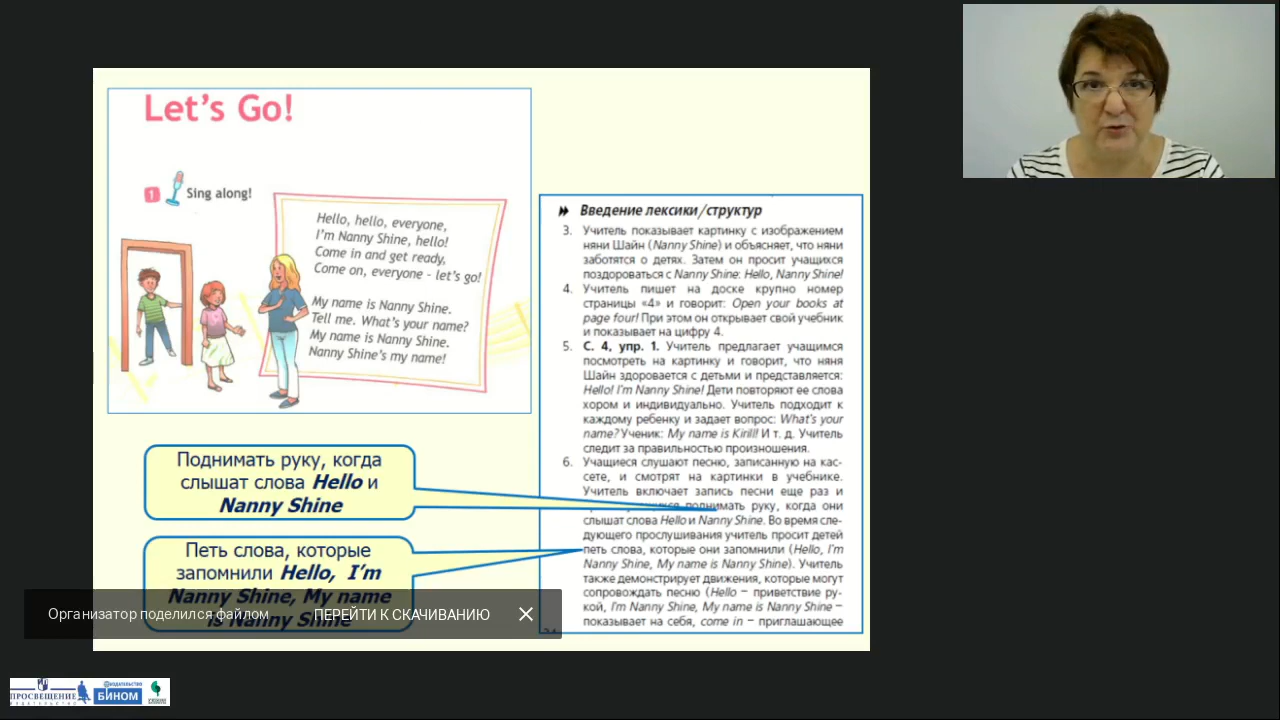 Let's Go!
1 Sing along!
Hello, hello, everyone,
I'm Nanny Shine, hello!
Come in and get ready,
Come on, everyone - let's go!
My name is Nanny Shine.
Tell me. What's your name?
My name is Nanny Shine.
Nanny Shine's my name!
Поднимать руку, когда
слышат слова Hello и
Nanny Shine
Петь слова, которые
запомнили Hello, I'm
Nanny Shine, My name
is Nanny Shine
Введение лексики/структур
3. Учитель показывает картинку с изображением
няни Шайн (Nanny Shine) и объясняет, что няни
заботятся о детях. Затем он просит учащихся
поздороваться с Nanny Shine: Hello, Nanny Shine!
4. Учитель пишет на доске крупно номер
страницы «4» и говорит: Open your books at
page four! При этом он открывает свой учебник
и показывает на цифру 4.
5. С. 4, упр. 1. Учитель предлагает учащимся
посмотреть на картинку и говорит, что няня
Шайн здоровается с детьми и представляется:
Hello! I'm Nanny Shine! Дети повторяют ее слова
хором и индивидуально. Учитель подходит к
каждому ребенку и задает вопрос: What's your
name? Ученик: My name is Kirill! И т. д. Учитель
следит за правильностью произношения.
6. Учащиеся слушают песню, записанную на кас-
сете, и смотрят на картинки в учебнике.
Учитель включает запись песни еще раз и
поднимать руку, когда они
слышат слова Hello и Nanny Shine. Во время сле-
дующего прослушивания учитель просит детей
петь слова, которые они запомнили (Hello, I'm
Nanny Shine, My name is Nanny Shine). Учитель
также демонстрирует движения, которые могут
сопровождать песню (Hello – приветствие ру-
кой, I'm Nanny Shine, My name is Nanny Shine –
показывает на себя, come in – приглашающее
Организатор поделился файлом
ПЕРЕЙТИ К СКАЧИВАНИЮ
ПРОСВЕЩЕНИЕ
ИЗДАТЕЛЬСТВО
ИЗДАТЕЛЬСТВО
БИНОМ